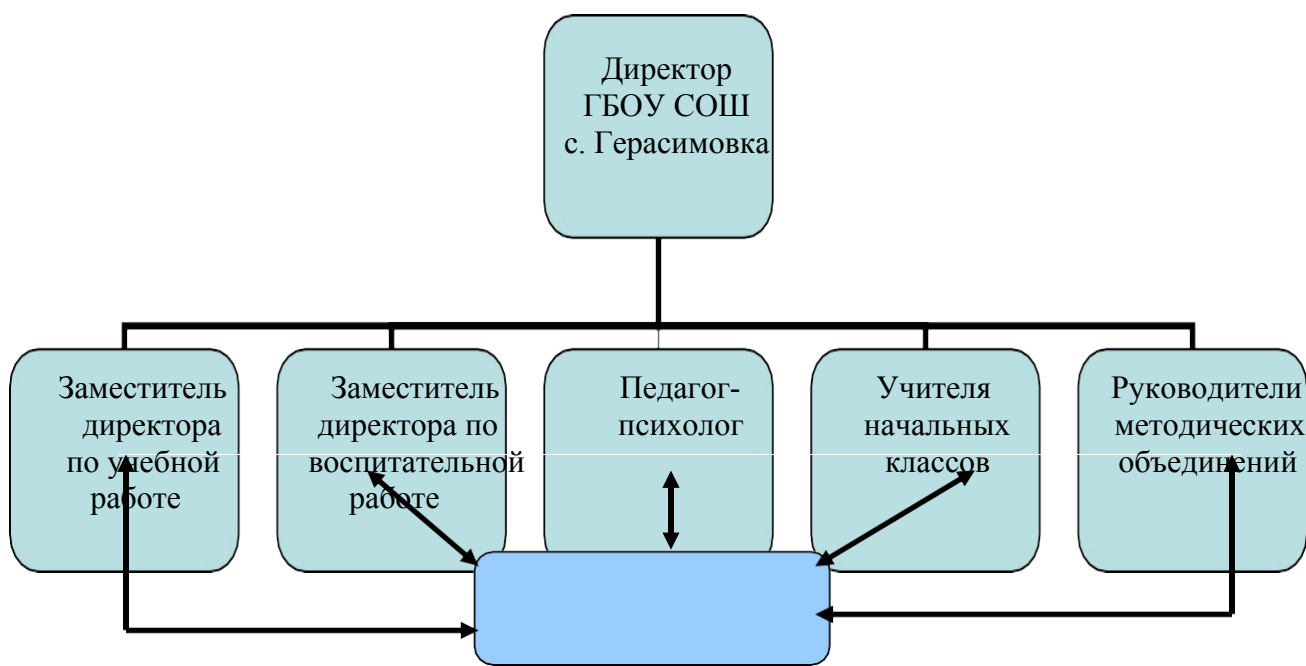 Директор
ГБОУ СОШ
с. Герасимовка
Заместитель
директора
по учебной
работе
Заместитель
директора по
воспитательной
работе
Педагог-
психолог
Учителя
начальных
классов
Руководители
методических
объединений